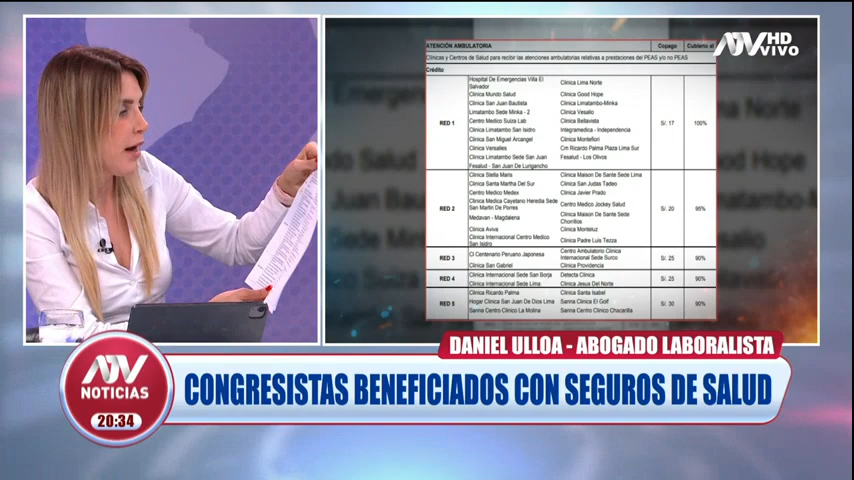 ATV HD
VIVO
ATENCIÓN AMBULATORIA Copago Cubierto al
Clínicas y Centros de Salud para recibir las atenciones ambulatorias relativas a prestaciones del PEAS y/o no PEAS
Crédito
RED 1 S/. 17 100%
Hospital De Emergencias Villa El Salvador Clinica Lima Norte
Clinica Mundo Salud Clinica Good Hope
Clinica San Juan Bautista Clinica Limatambo-Minka
Limatambo Sede Minka - 2 Clinica Vesalio
Centro Medico Suiza Lab Clinica Bellavista
Clinica Limatambo San Isidro Integramedica - Independencia
Clinica San Miguel Arcangel Clinica Montefiori
Clinica Versalles Crn Ricardo Palma Plaza Lima Sur
Clinica Limatambo Sede San Juan Fesalud - Los Olivos
Fesalud - San Juan De Lurigancho
RED 2 S/. 20 95%
Clinica Stella Maris Clinica Maison De Sante Sede Lima
Clinica Santa Martha Del Sur Clinica San Judas Tadeo
Centro Medico Medex Clinica Javier Prado
Clinica Medica Cayetano Heredia Sede San Martin De Porres Centro Medico Jockey Salud
Medavan - Magdalena Clinica Maison De Sante Sede Chorrillos
Clinica Aviva Clinica Monteluz
Clinica Internacional Centro Medico San Isidro Clinica Padre Luis Tezza
RED 3 S/. 25 90%
Cl Centenario Peruano Japonesa Centro Ambulatorio Clinica Internacional Sede Surco
Clinica San Gabriel Clinica Providencia
RED 4 S/. 25 90%
Clinica Internacional Sede San Borja Detecta Clinica
Clinica Internacional Sede Lima Clinica Jesus Del Norte
RED 5 S/. 30 90%
Clinica Ricardo Palma Clinica Santa Isabel
Hogar Clinica San Juan De Dios Lima Sanna Clinica El Golf
Sanna Centro Clinico La Molina Sanna Centro Clinico Chacarilla
DANIEL ULLOA - ABOGADO LABORALISTA
ATV
NOTICIAS
20:34
CONGRESISTAS BENEFICIADOS CON SEGUROS DE SALUD